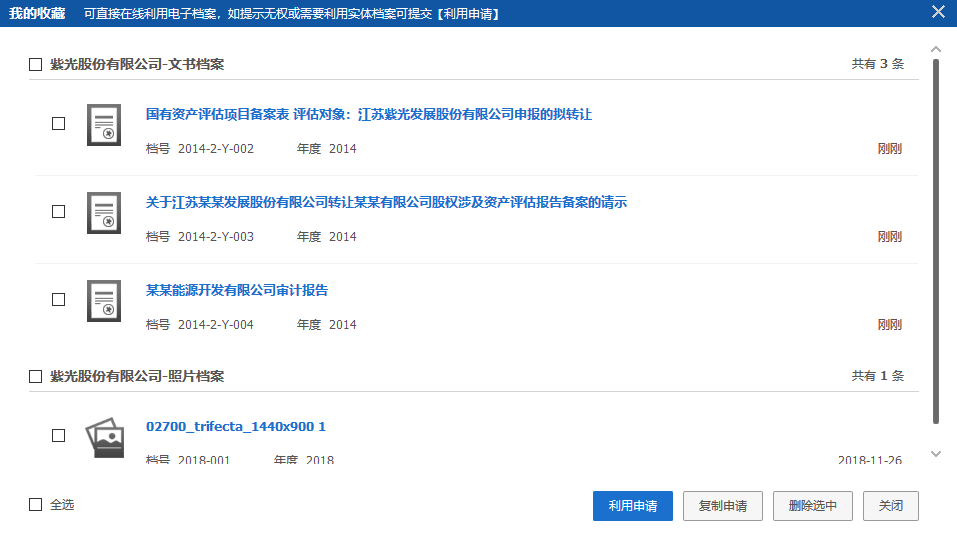 我的收藏 可直接在线利用电子档案，如提示无权或需要利用实体档案可提交【利用申请】
紫光股份有限公司-文书档案 共有 3 条
国有资产评估项目备案表 评估对象：江苏紫光发展股份有限公司申报的拟转让
档号 2014-2-Y-002 年度 2014 刚刚
关于江苏某某发展股份有限公司转让某某有限公司股权涉及资产评估报告备案的请示
档号 2014-2-Y-003 年度 2014 刚刚
某某能源开发有限公司审计报告
档号 2014-2-Y-004 年度 2014 刚刚
紫光股份有限公司-照片档案 共有 1 条
02700_trifecta_1440x900 1
档号 2018-001 年度 2018 2018-11-26
全选 利用申请 复制申请 删除选中 关闭